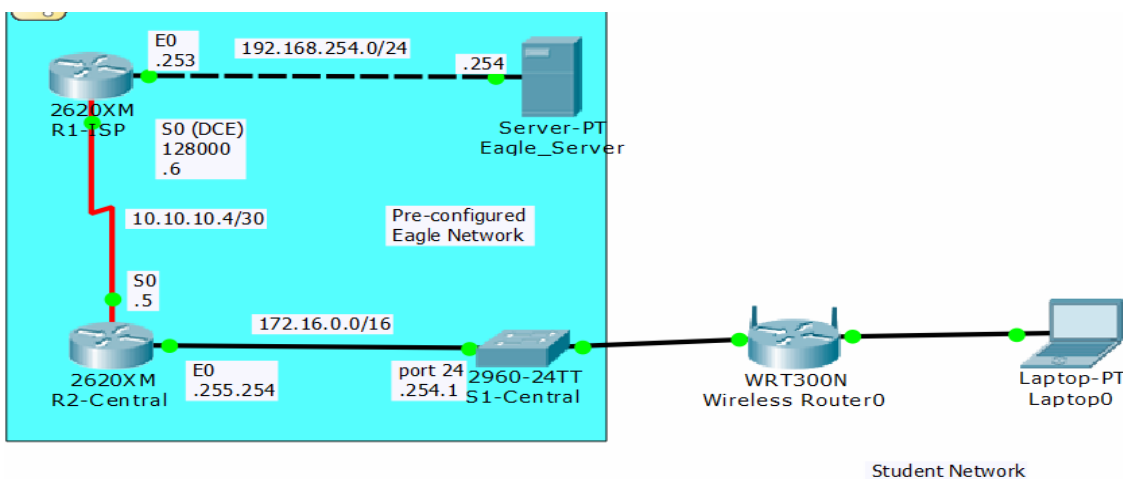 E0
.253
192.168.254.0/24
.254
2620XM
R1-ISP
S0 (DCE)
128000
.6
Server-PT
Eagle_Server
10.10.10.4/30
Pre-configured
Eagle Network
S0
.5
172.16.0.0/16
2620XM
R2-Central
E0
.255.254
port 24
.254.1
2960-24TT
S1-Central
WRT300N
Wireless Router0
Laptop-PT
Laptop0
Student Network